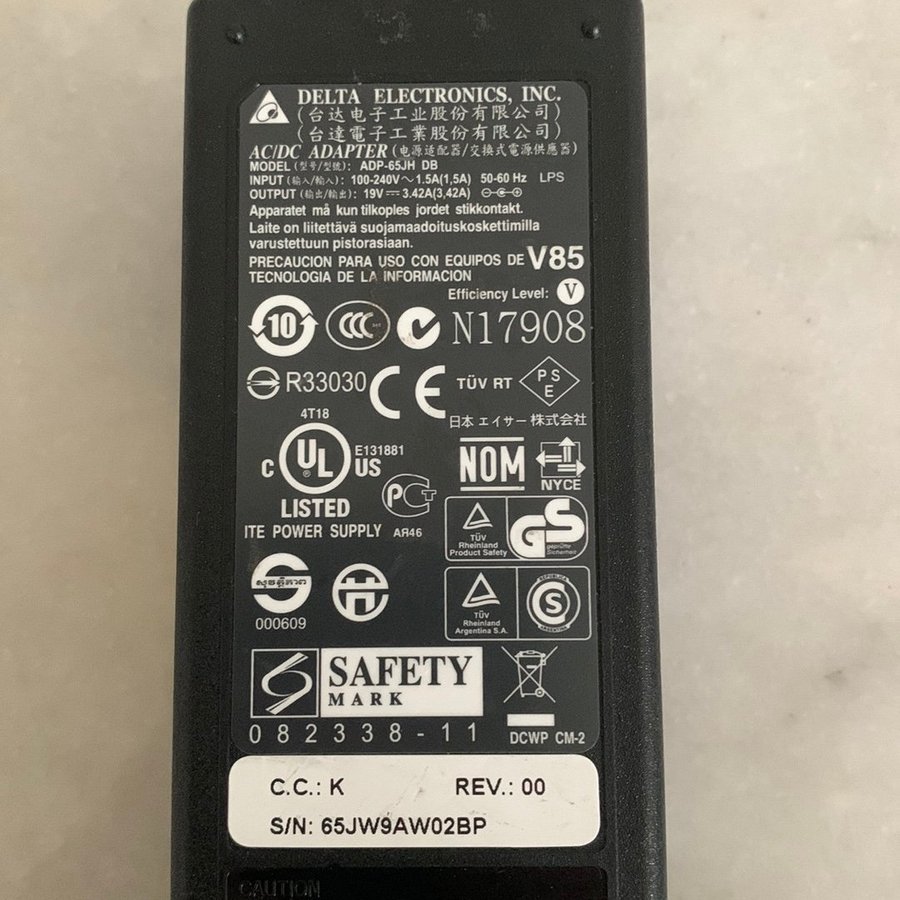 DELTA ELECTRONICS, INC.
(台达电子工业股份有限公司)
(台達電子工業股份有限公司)
AC/DC ADAPTER (电源适配器/交換式電源供應器)
MODEL (型号/型號): ADP-65JH DB
INPUT (输入/輸入): 100-240V～1.5A(1,5A) 50-60 Hz LPS
OUTPUT (输出/輸出): 19V⎓3.42A(3,42A)
Apparatet må kun tilkoples jordet stikkontakt.
Laite on liitettävä suojamaadoituskoskettimilla
varustettuun pistorasiaan.
PRECAUCION PARA USO CON EQUIPOS DE V85
TECNOLOGIA DE LA INFORMACION
Efficiency Level: V
10 CCC N17908
R33030 CE TÜV RT PSE
4T18
日本エイサー株式会社
C UL US E131881
LISTED
ITE POWER SUPPLY
PCT
АЯ46
NOM NYCE
TÜV
Rheinland
Product Safety
GS
geprüfte
Sicherheit
000609
TÜV
Rheinland
Argentina S.A.
REPUBLICA
S
ARGENTINA
SAFETY
MARK
082338-11
DCWP CM-2
C.C.: K REV.: 00
S/N: 65JW9AW02BP
CAUTION